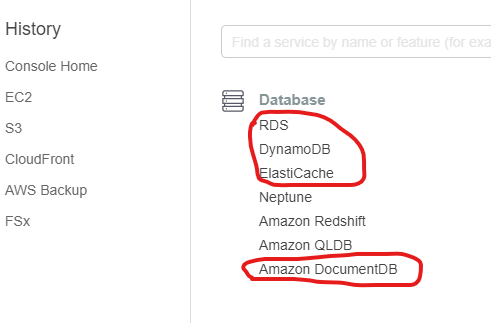 History
Console Home
EC2
S3
CloudFront
AWS Backup
FSx
Find a service by name or feature (for exa
Database
RDS
DynamoDB
ElastiCache
Neptune
Amazon Redshift
Amazon QLDB
Amazon DocumentDB